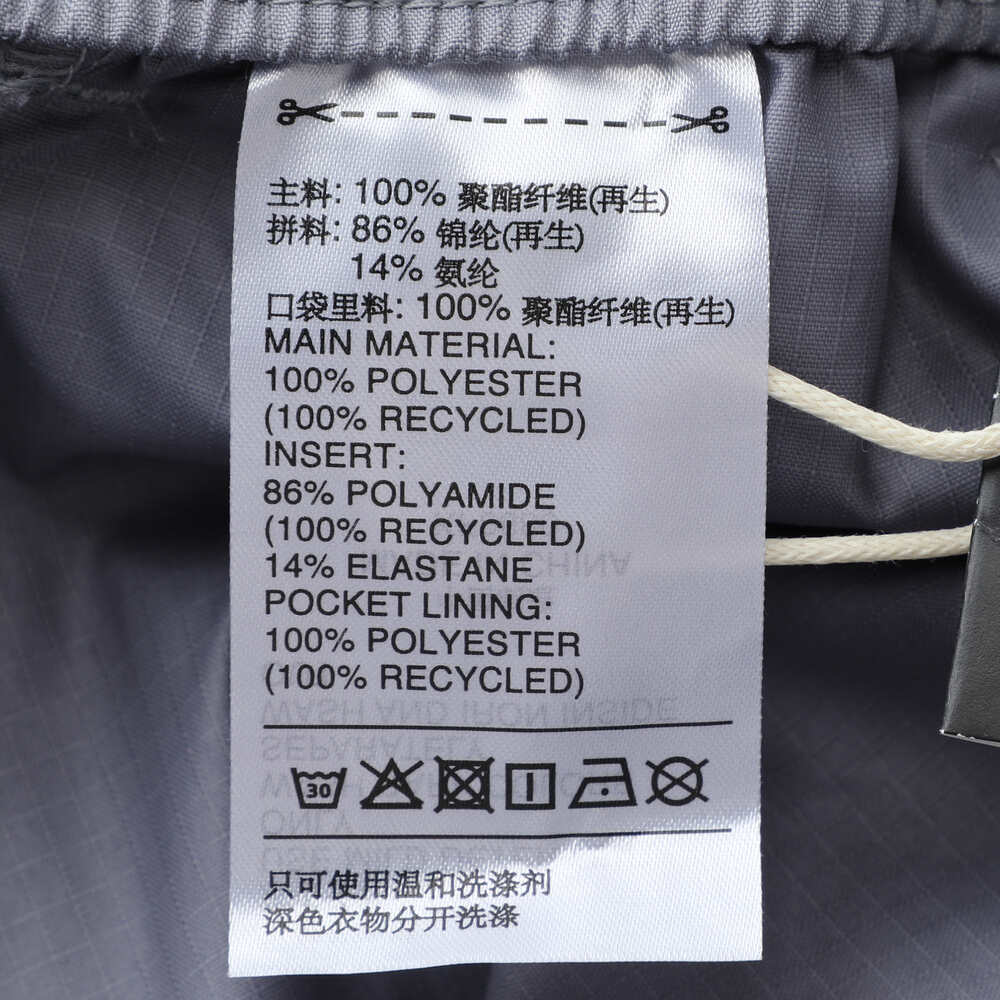 主料: 100% 聚酯纤维(再生)
拼料: 86% 锦纶(再生)
14% 氨纶
口袋里料: 100% 聚酯纤维(再生)
MAIN MATERIAL:
100% POLYESTER
(100% RECYCLED)
INSERT:
86% POLYAMIDE
(100% RECYCLED)
14% ELASTANE
POCKET LINING:
100% POLYESTER
(100% RECYCLED)
30
只可使用温和洗涤剂
深色衣物分开洗涤